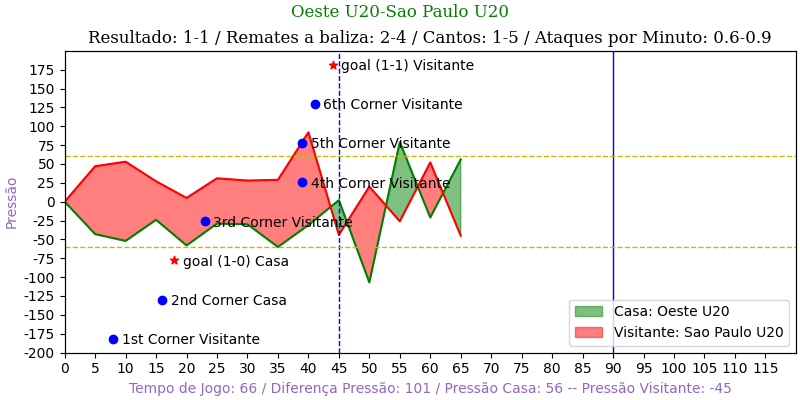 Oeste U20-Sao Paulo U20
Resultado: 1-1 / Remates a baliza: 2-4 / Cantos: 1-5 / Ataques por Minuto: 0.6-0.9
175
150
125
100
75
50
25
0
-25
-50
-75
-100
-125
-150
-175
-200
Pressão
goal (1-1) Visitante
6th Corner Visitante
5th Corner Visitante
4th Corner Visitante
3rd Corner Visitante
goal (1-0) Casa
2nd Corner Casa
1st Corner Visitante
Casa: Oeste U20
Visitante: Sao Paulo U20
0 5 10 15 20 25 30 35 40 45 50 55 60 65 70 75 80 85 90 95 100 105 110 115
Tempo de Jogo: 66 / Diferença Pressão: 101 / Pressão Casa: 56 -- Pressão Visitante: -45